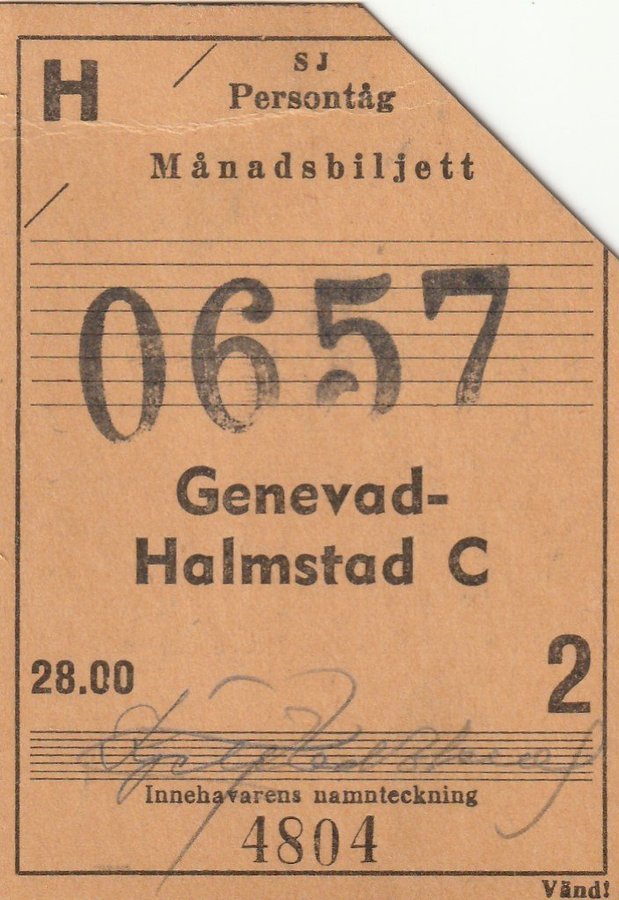 H
SJ
Persontåg
Månadsbiljett
0657
Genevad-
Halmstad C
28.00
2
Innehavarens namnteckning
4804
Vänd!